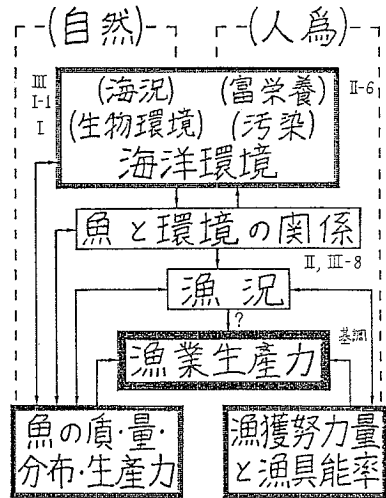 (自然) (人爲)
III
I-1
I
II-6
(海況) (富栄養)
(生物環境) (汚染)
海洋環境
魚と環境の関係
II, III-8
漁況
?
基調
漁業生産力
魚の質·量·
分布·生産力
漁獲努力量
と漁具能率